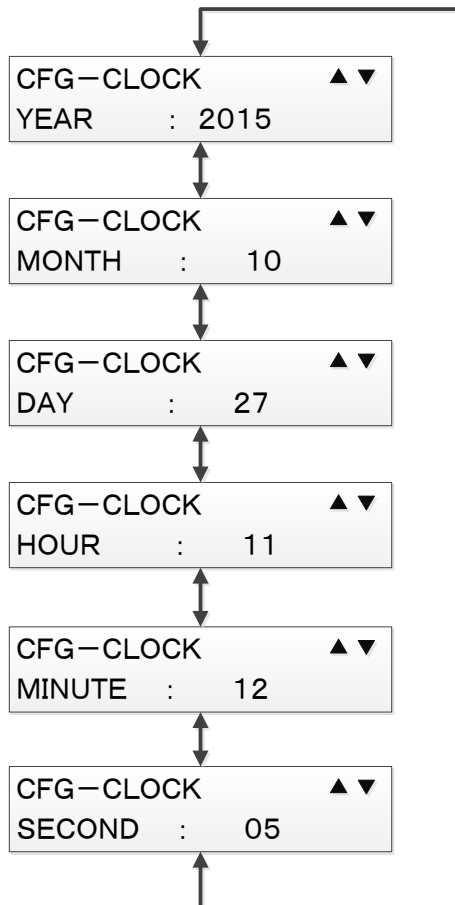 CFG－CLOCK ▲ ▼
YEAR : 2015
CFG－CLOCK ▲ ▼
MONTH : 10
CFG－CLOCK ▲ ▼
DAY : 27
CFG－CLOCK ▲ ▼
HOUR : 11
CFG－CLOCK ▲ ▼
MINUTE : 12
CFG－CLOCK ▲ ▼
SECOND : 05